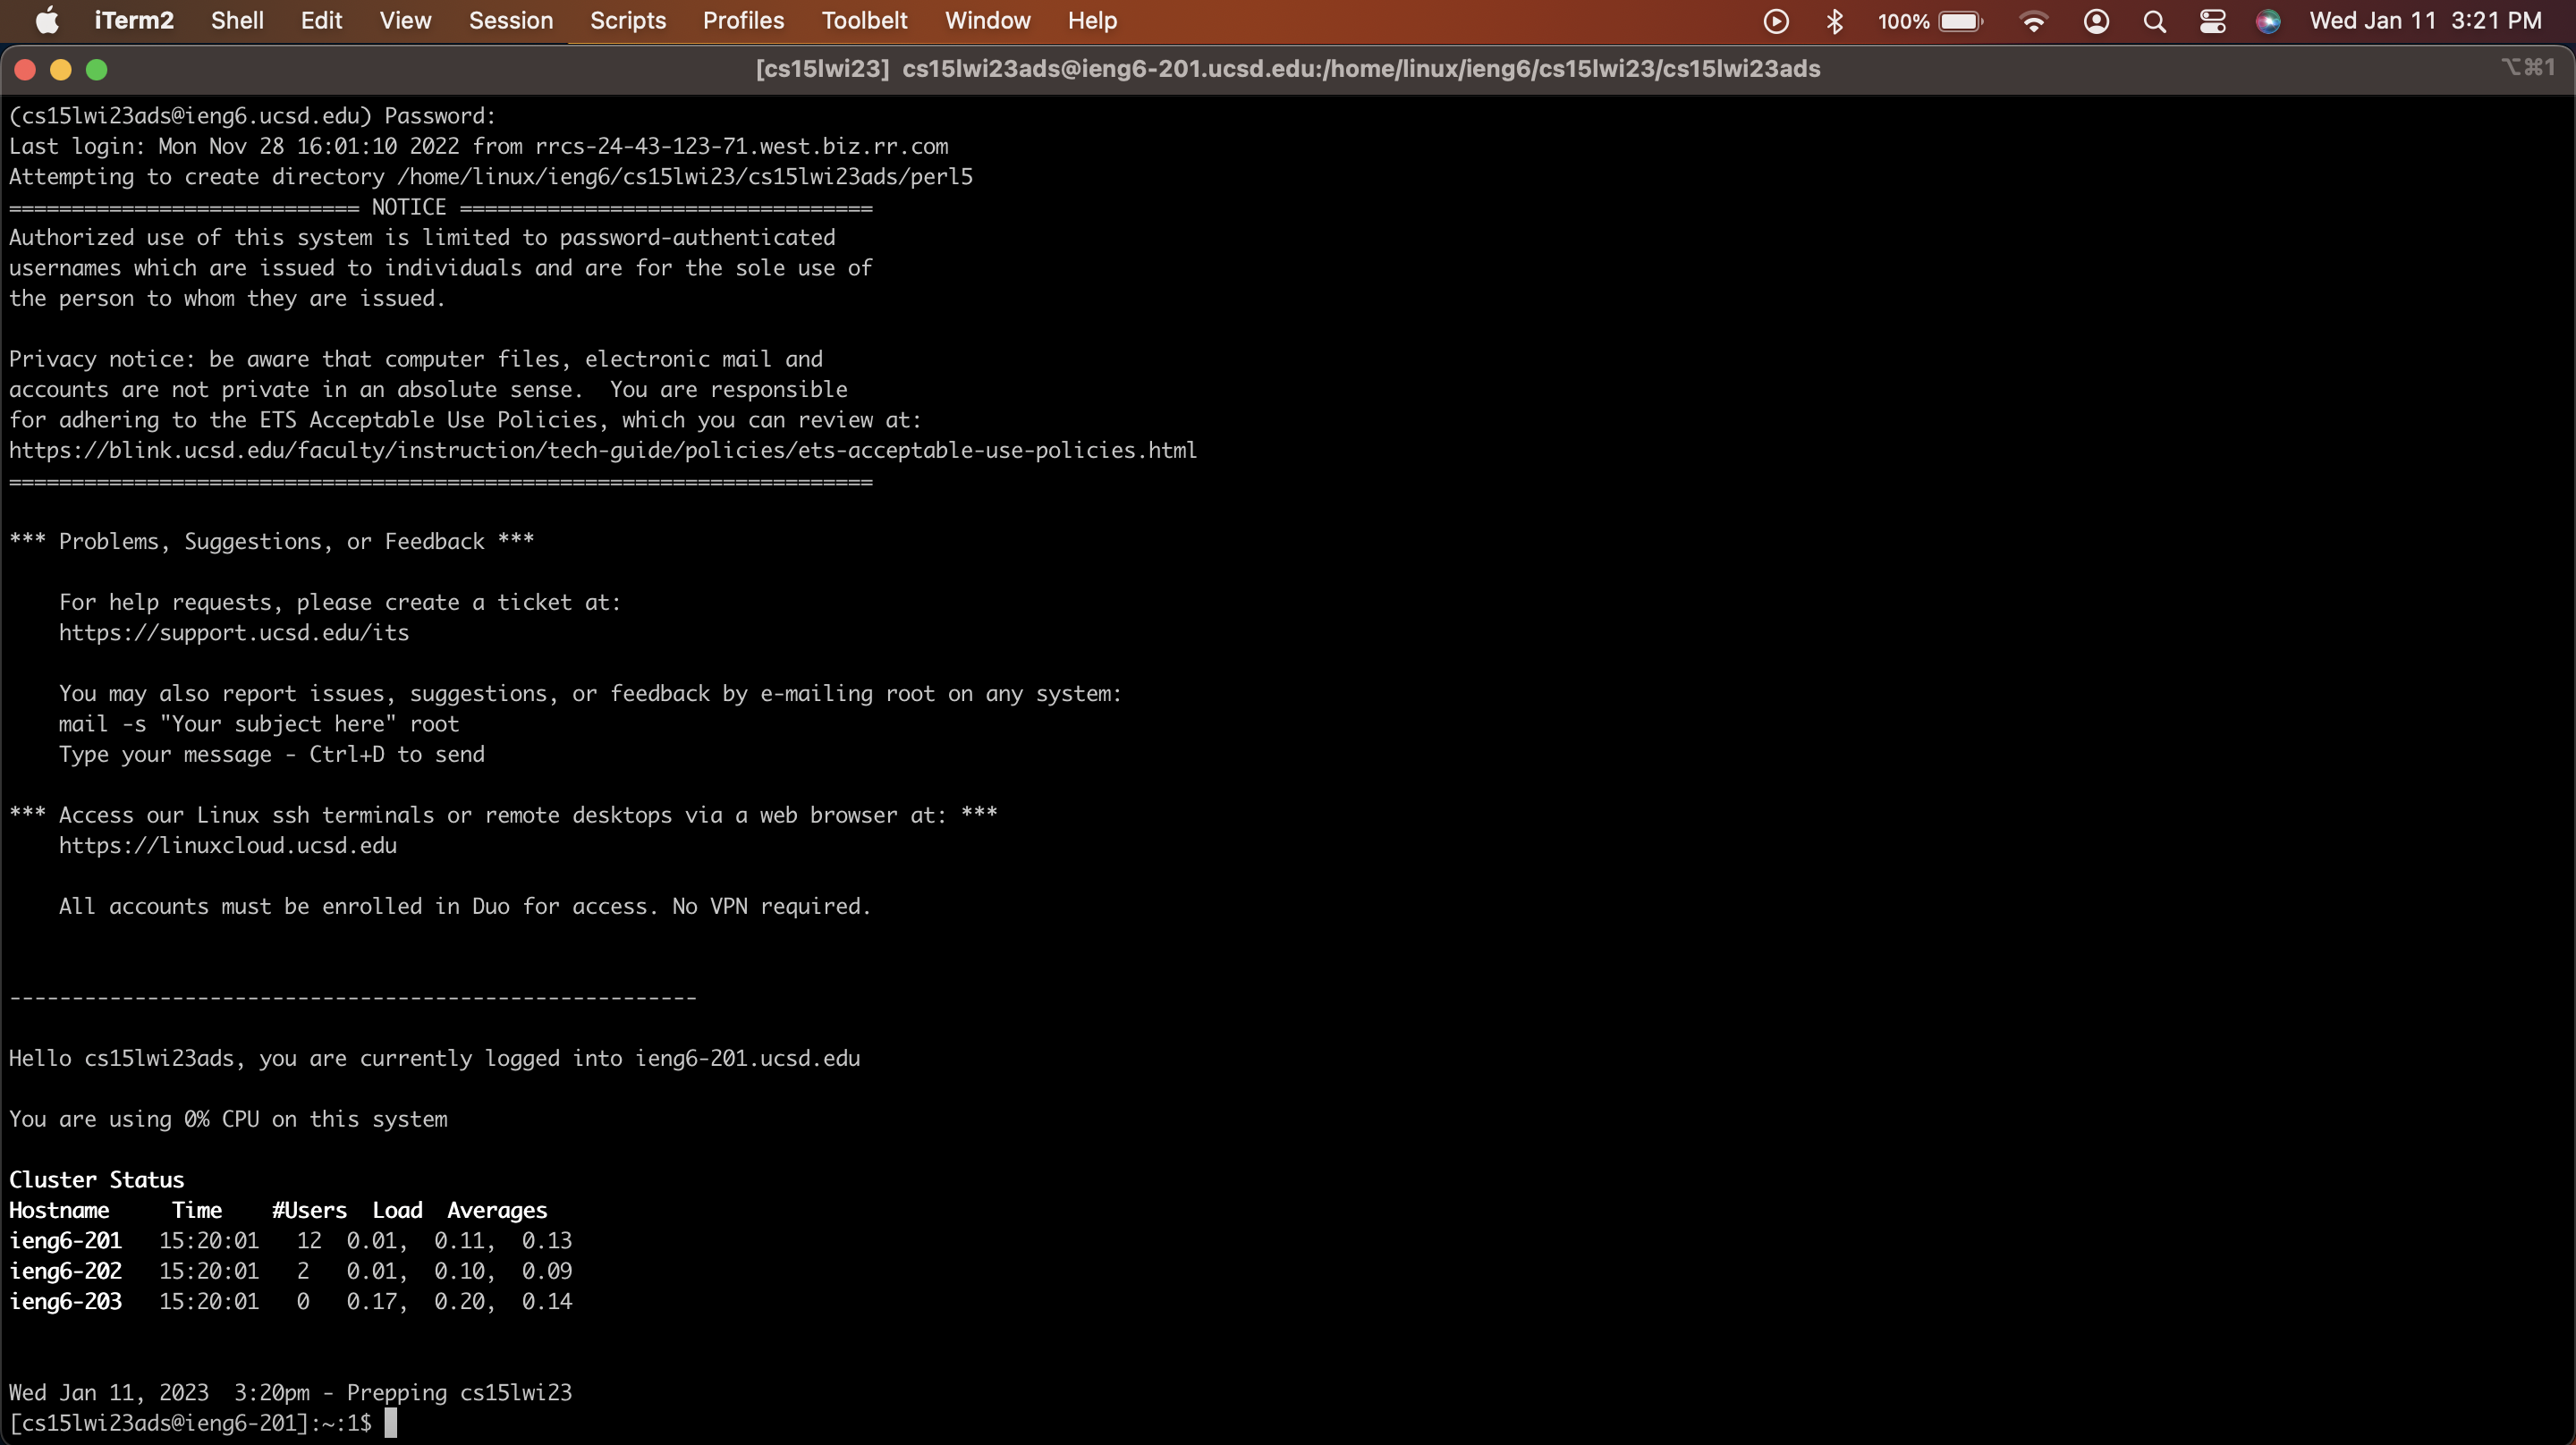 iTerm2 Shell Edit View Session Scripts Profiles Toolbelt Window Help 100% Wed Jan 11 3:21 PM
[cs15lwi23] cs15lwi23ads@ieng6-201.ucsd.edu:/home/linux/ieng6/cs15lwi23/cs15lwi23ads ⌥⌘1
(cs15lwi23ads@ieng6.ucsd.edu) Password:
Last login: Mon Nov 28 16:01:10 2022 from rrcs-24-43-123-71.west.biz.rr.com
Attempting to create directory /home/linux/ieng6/cs15lwi23/cs15lwi23ads/perl5
============================ NOTICE =================================
Authorized use of this system is limited to password-authenticated
usernames which are issued to individuals and are for the sole use of
the person to whom they are issued.
Privacy notice: be aware that computer files, electronic mail and
accounts are not private in an absolute sense.  You are responsible
for adhering to the ETS Acceptable Use Policies, which you can review at:
https://blink.ucsd.edu/faculty/instruction/tech-guide/policies/ets-acceptable-use-policies.html
=====================================================================
*** Problems, Suggestions, or Feedback ***
For help requests, please create a ticket at:
https://support.ucsd.edu/its
You may also report issues, suggestions, or feedback by e-mailing root on any system:
mail -s "Your subject here" root
Type your message - Ctrl+D to send
*** Access our Linux ssh terminals or remote desktops via a web browser at: ***
https://linuxcloud.ucsd.edu
All accounts must be enrolled in Duo for access. No VPN required.
-------------------------------------------------------
Hello cs15lwi23ads, you are currently logged into ieng6-201.ucsd.edu
You are using 0% CPU on this system
Cluster Status
Hostname     Time    #Users  Load  Averages
ieng6-201   15:20:01   12  0.01,  0.11,  0.13
ieng6-202   15:20:01   2   0.01,  0.10,  0.09
ieng6-203   15:20:01   0   0.17,  0.20,  0.14
Wed Jan 11, 2023  3:20pm - Prepping cs15lwi23
[cs15lwi23ads@ieng6-201]:~:1$